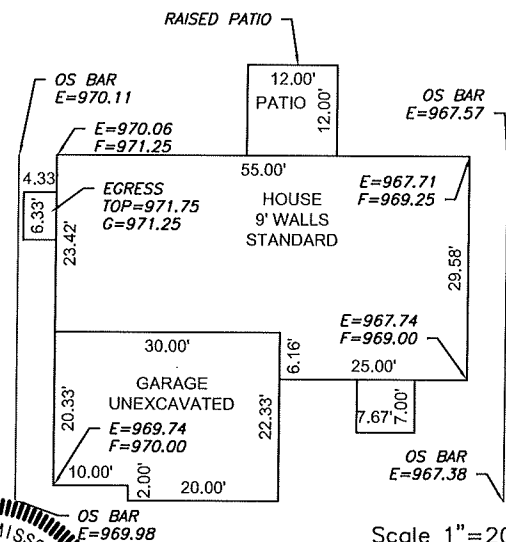 RAISED PATIO
12.00'
PATIO
12.00'
OS BAR
E=970.11
OS BAR
E=967.57
E=970.06
F=971.25
55.00'
4.33
6.33'
EGRESS
TOP=971.75
G=971.25
HOUSE
9' WALLS
STANDARD
E=967.71
F=969.25
23.42'
29.58'
E=967.74
F=969.00
30.00'
6.16'
25.00'
GARAGE
UNEXCAVATED
20.33'
22.33'
7.67'
7.00'
E=969.74
F=970.00
10.00'
2.00'
20.00'
OS BAR
E=967.38
OS BAR
E=969.98
MISS
Scale 1"=20